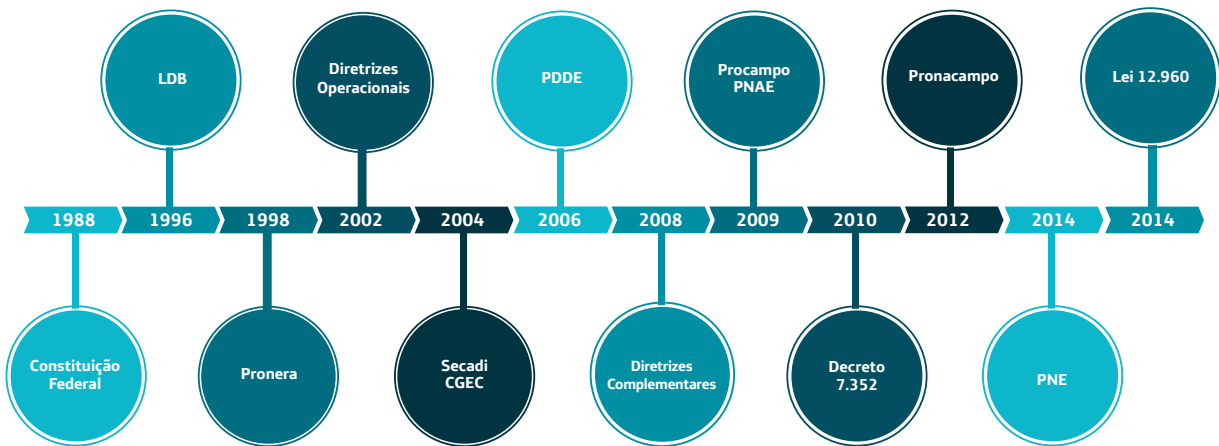 LDB
Diretrizes
Operacionais
PDDE
Procampo
PNAE
Pronacampo
Lei 12.960
1988
1996
1998
2002
2004
2006
2008
2009
2010
2012
2014
2014
Constituição
Federal
Pronera
Secadi
CGEC
Diretrizes
Complementares
Decreto
7.352
PNE